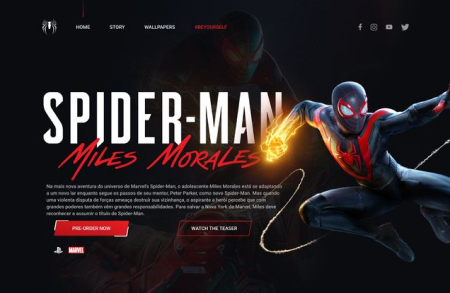 HOME STORY WALLPAPERS #BEYOURSELF
SPIDER-MAN
MILES MORALES
Na mais nova aventura do universo de Marvel's Spider-Man, o adolescente Miles Morales está se adaptando
a um novo lar enquanto segue os passos de seu mentor, Peter Parker, como novo Spider-Man. Mas quando
uma violenta disputa de forças ameaça destruir sua vizinhança, o aspirante a herói percebe que com
grandes poderes também vêm grandes responsabilidades. Para salvar a Nova York da Marvel, Miles deve
reconhecer e assumir o título de Spider-Man.
PRE-ORDER NOW WATCH THE TEASER
MARVEL